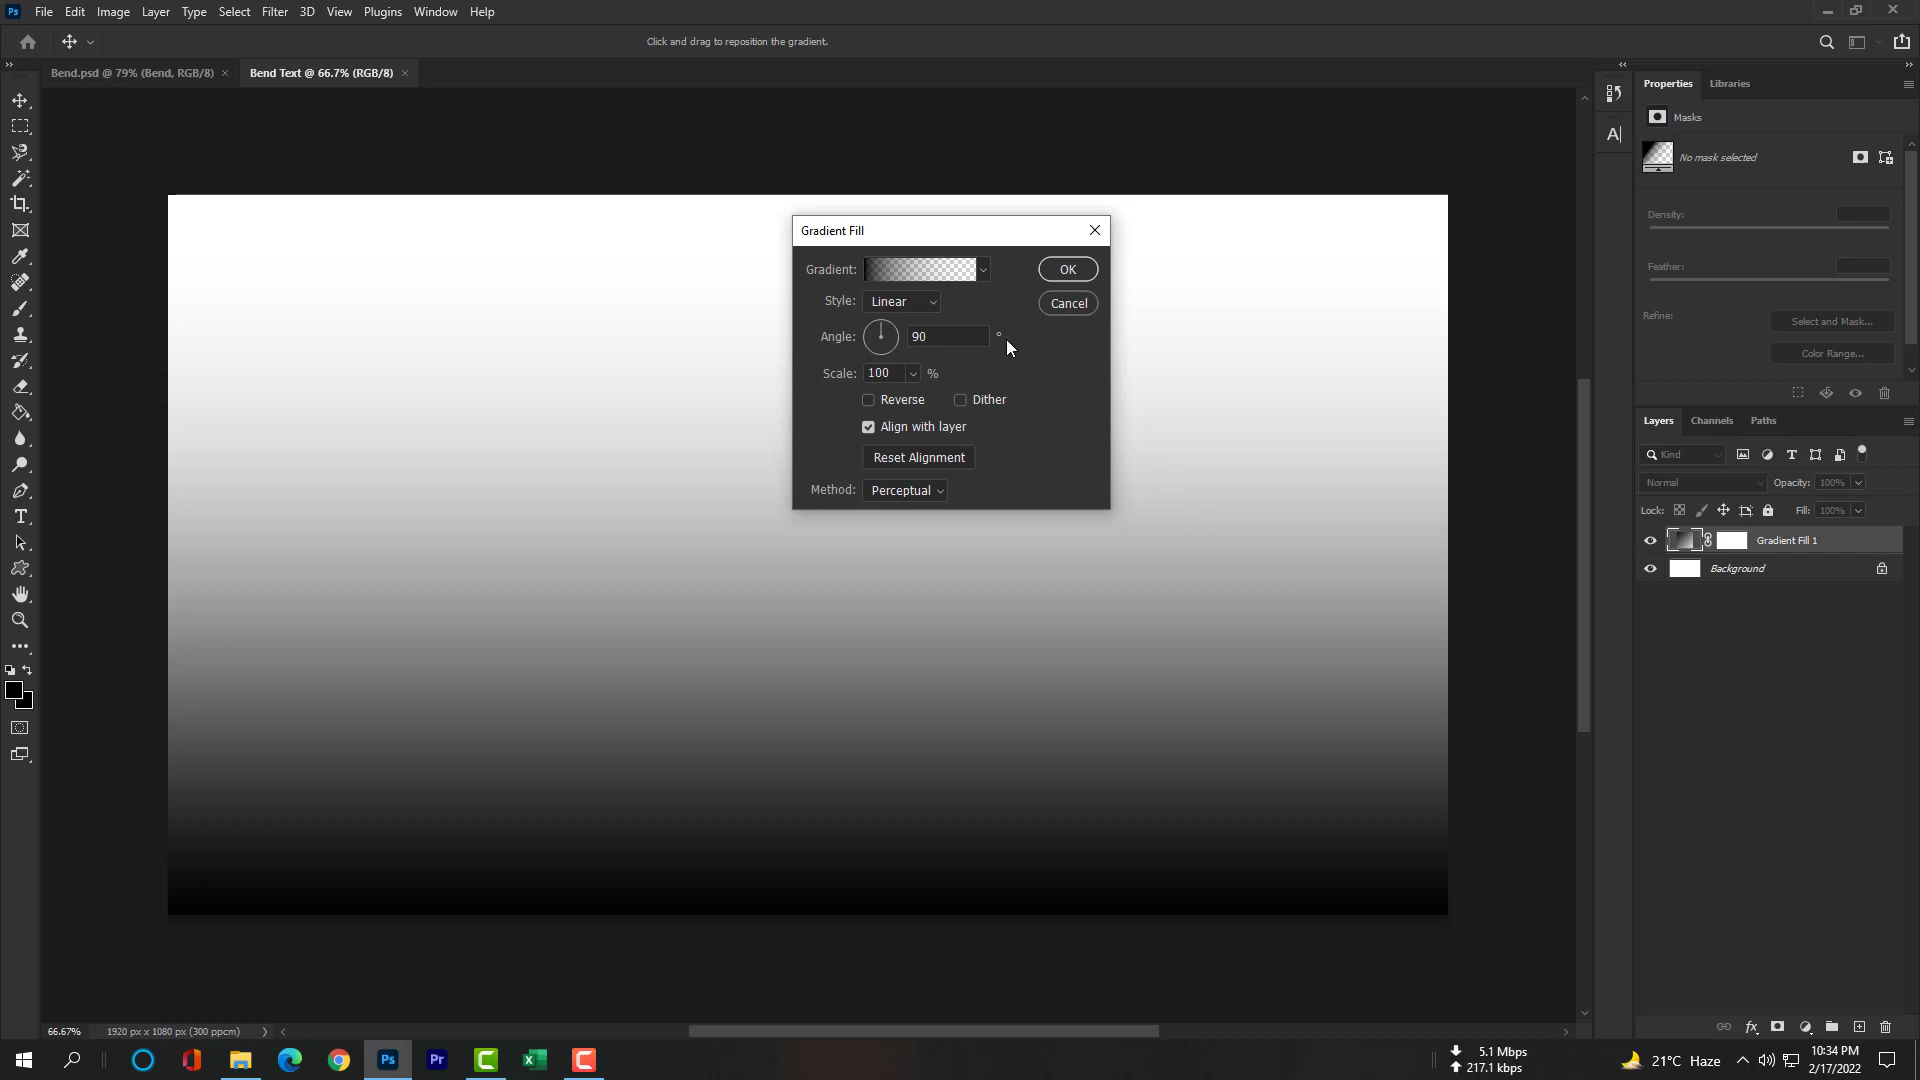 Ps File Edit Image Layer Type Select Filter 3D View Plugins Window Help
Click and drag to reposition the gradient.
Bend.psd @ 79% (Bend, RGB/8) × Bend Text @ 66.7% (RGB/8) ×
Properties Libraries
Masks
No mask selected
Density:
Feather:
Refine: Select and Mask...
Color Range...
Gradient Fill
Gradient: OK
Style: Linear Cancel
Angle: 90 °
Scale: 100 %
Reverse Dither
Align with layer
Reset Alignment
Method: Perceptual
Layers Channels Paths
Kind
Normal Opacity: 100%
Lock: Fill: 100%
Gradient Fill 1
Background
66.67% 1920 px x 1080 px (300 ppcm)
Ps Pr 5.1 Mbps
217.1 kbps
21°C Haze
10:34 PM
2/17/2022